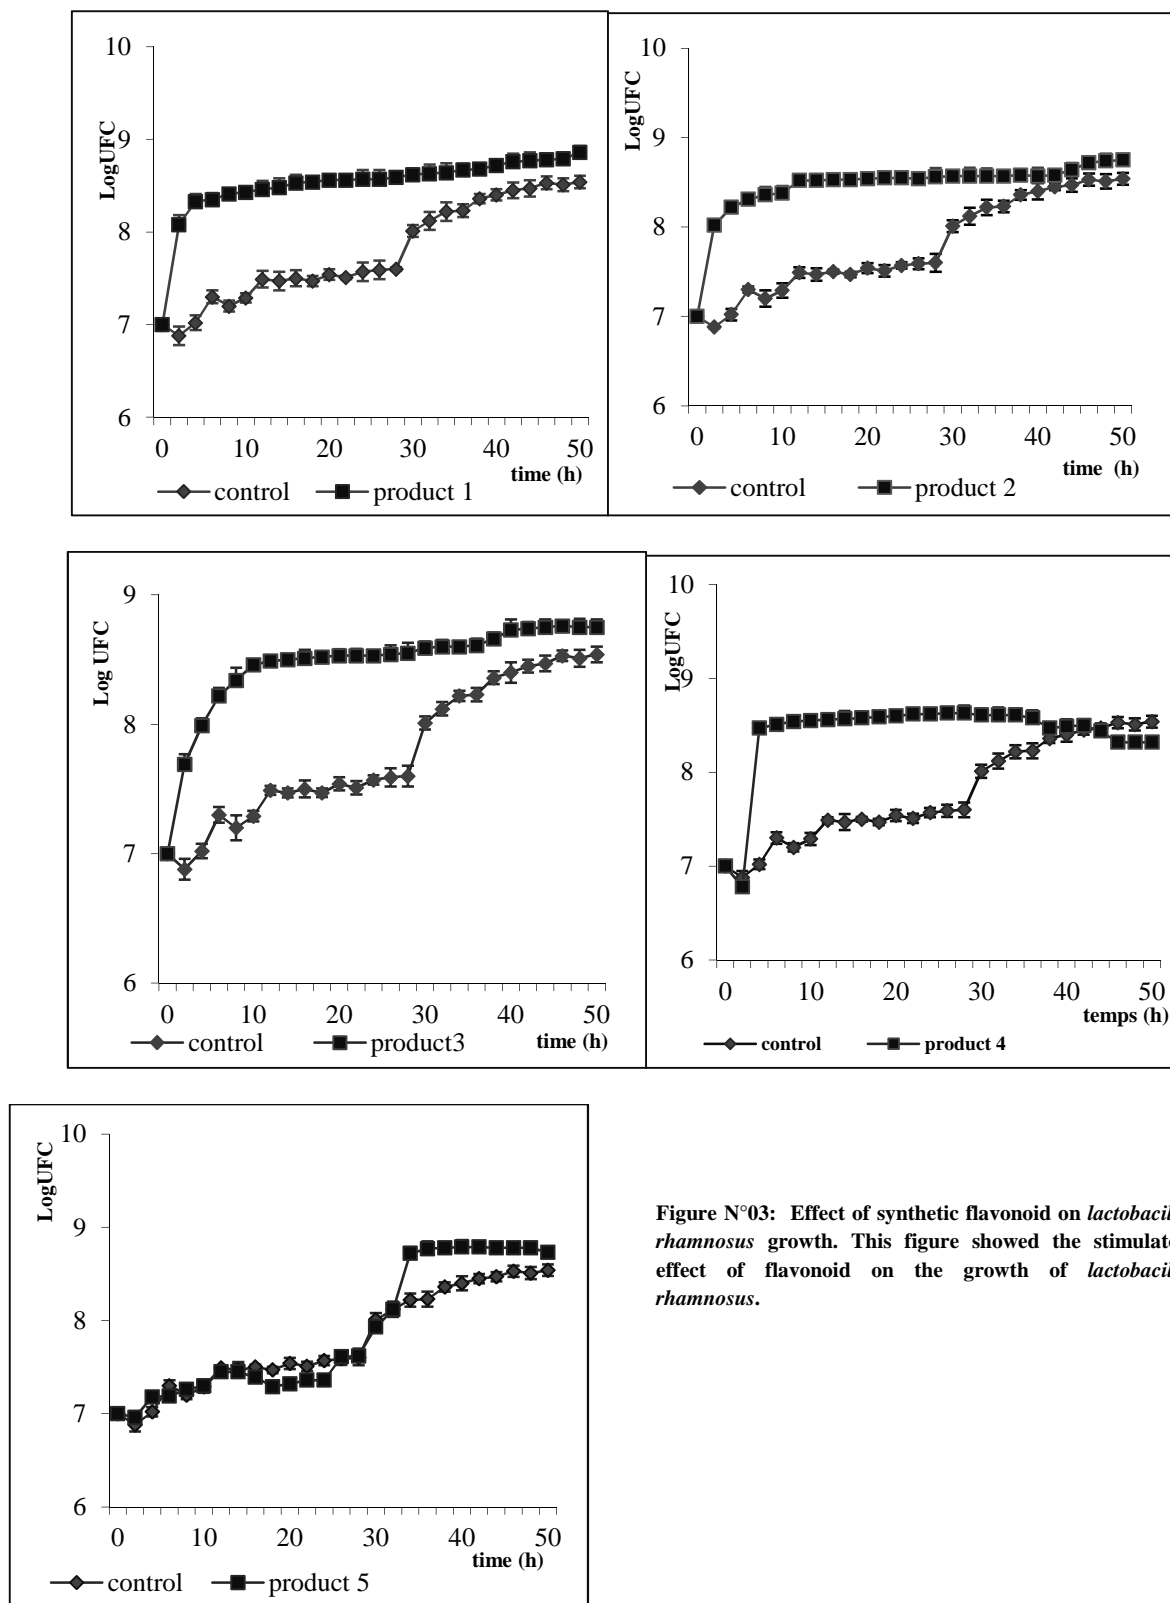 10
9
8
7
6
LogUFC
0 10 20 30 40 50
time (h)
control product 1
10
9
8
7
6
LogUFC
0 10 20 30 40 50
time (h)
control product 2
9
8
7
6
Log UFC
0 10 20 30 40 50
time (h)
control product3
10
9
8
7
6
LogUFC
0 10 20 30 40 50
temps (h)
control product 4
10
9
8
7
6
LogUFC
0 10 20 30 40 50
time (h)
control product 5
Figure N°03: Effect of synthetic flavonoid on lactobacil
rhamnosus growth. This figure showed the stimulat
effect of flavonoid on the growth of lactobacil
rhamnosus.